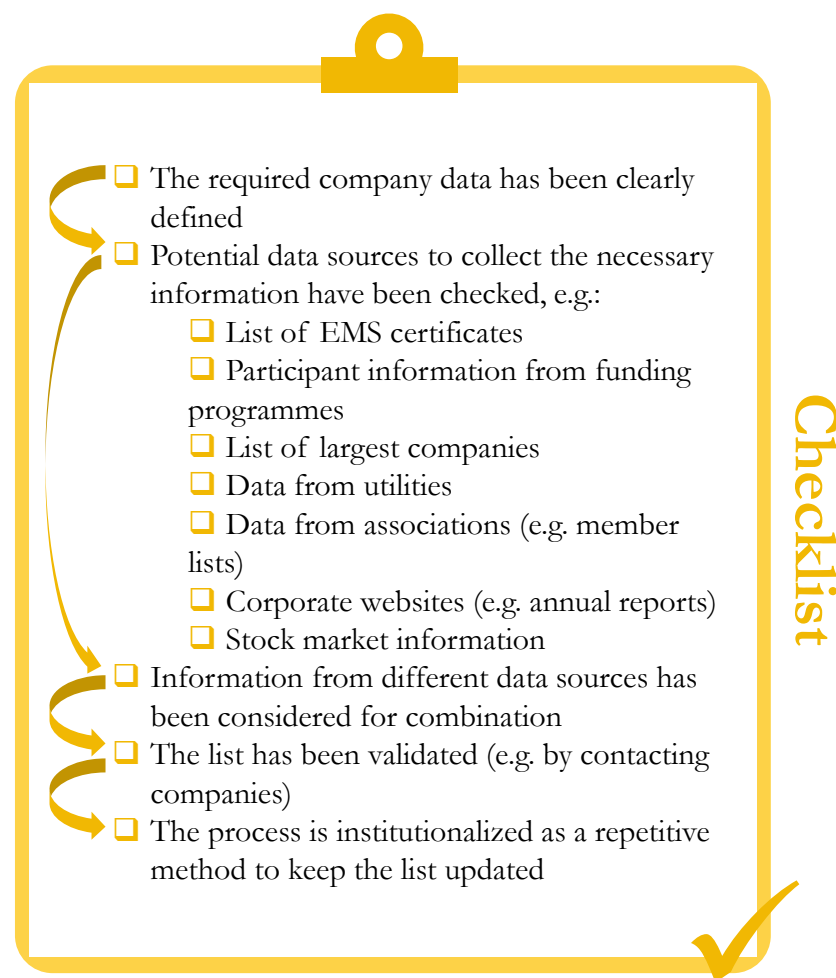 The required company data has been clearly
defined
Potential data sources to collect the necessary
information have been checked, e.g.:
List of EMS certificates
Participant information from funding
programmes
List of largest companies
Data from utilities
Data from associations (e.g. member
lists)
Corporate websites (e.g. annual reports)
Stock market information
Information from different data sources has
been considered for combination
The list has been validated (e.g. by contacting
companies)
The process is institutionalized as a repetitive
method to keep the list updated
Checklist